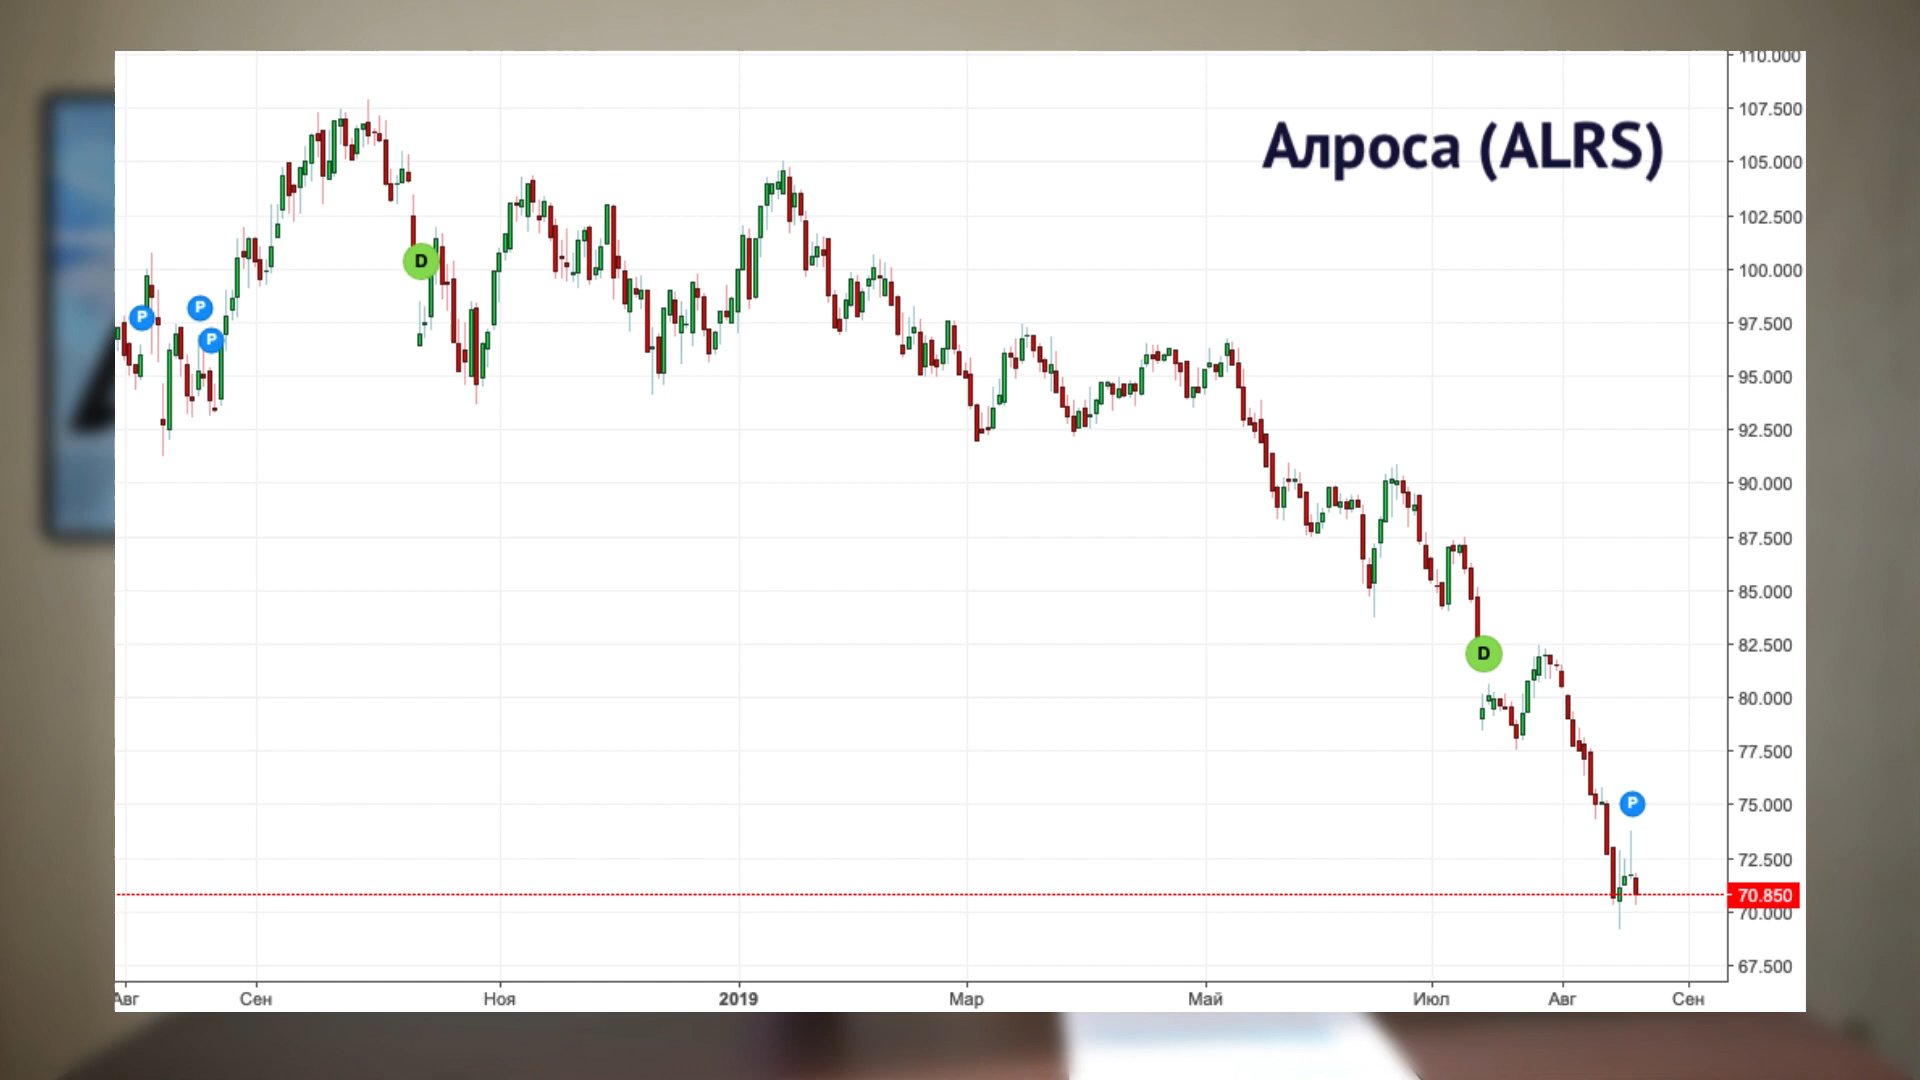 Алроса (ALRS)
110.000
107.500
105.000
102.500
100.000
97.500
95.000
92.500
90.000
87.500
85.000
82.500
80.000
77.500
75.000
72.500
70.850
70.000
67.500
P
P
P
D
D
P
Авг
Сен
Ноя
2019
Мар
Май
Июл
Авг
Сен